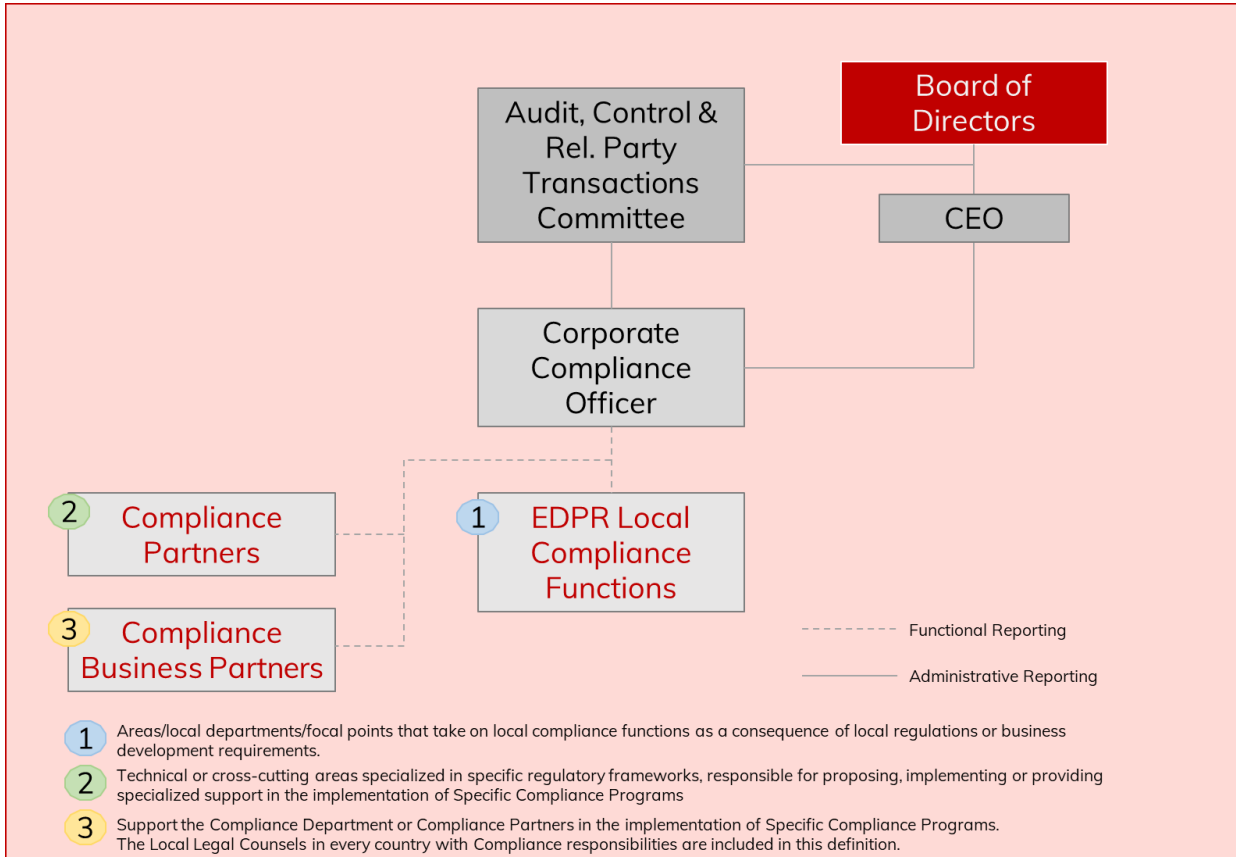 Board of
Directors
Audit, Control &
Rel. Party
Transactions
Committee
CEO
Corporate
Compliance
Officer
2
Compliance
Partners
1
EDPR Local
Compliance
Functions
3
Compliance
Business Partners
Functional Reporting
Administrative Reporting
1
Areas/local departments/focal points that take on local compliance functions as a consequence of local regulations or business
development requirements.
2
Technical or cross-cutting areas specialized in specific regulatory frameworks, responsible for proposing, implementing or providing
specialized support in the implementation of Specific Compliance Programs
3
Support the Compliance Department or Compliance Partners in the implementation of Specific Compliance Programs.
The Local Legal Counsels in every country with Compliance responsibilities are included in this definition.